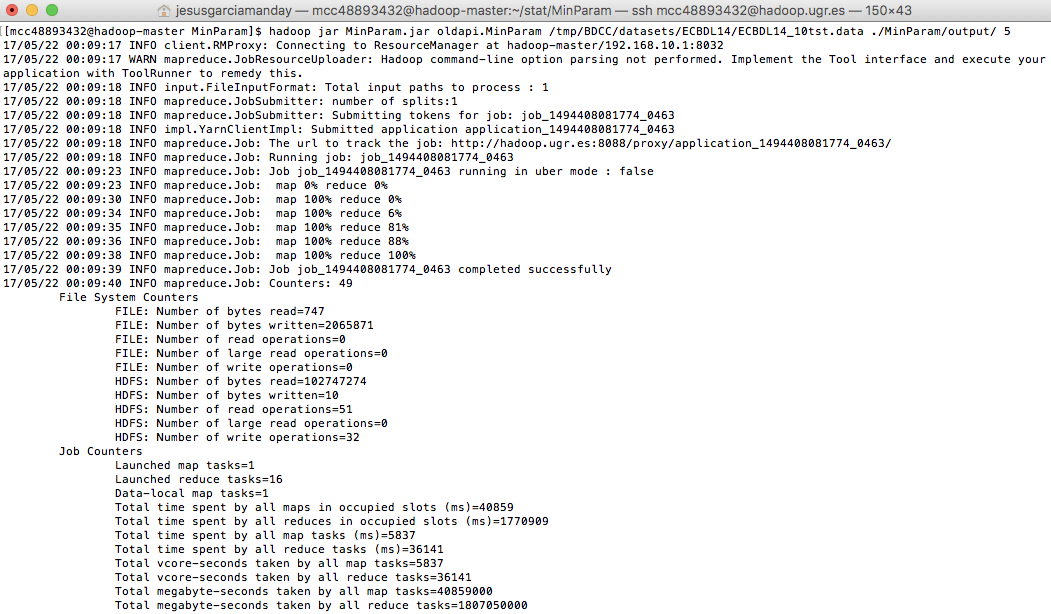 jesusgarciamanday — mcc48893432@hadoop-master:~/stat/MinParam — ssh mcc48893432@hadoop.ugr.es — 150×43
[[mcc48893432@hadoop-master MinParam]$ hadoop jar MinParam.jar oldapi.MinParam /tmp/BDCC/datasets/ECBDL14/ECBDL14_10tst.data ./MinParam/output/ 5
17/05/22 00:09:17 INFO client.RMProxy: Connecting to ResourceManager at hadoop-master/192.168.10.1:8032
17/05/22 00:09:17 WARN mapreduce.JobResourceUploader: Hadoop command-line option parsing not performed. Implement the Tool interface and execute your
application with ToolRunner to remedy this.
17/05/22 00:09:18 INFO input.FileInputFormat: Total input paths to process : 1
17/05/22 00:09:18 INFO mapreduce.JobSubmitter: number of splits:1
17/05/22 00:09:18 INFO mapreduce.JobSubmitter: Submitting tokens for job: job_1494408081774_0463
17/05/22 00:09:18 INFO impl.YarnClientImpl: Submitted application application_1494408081774_0463
17/05/22 00:09:18 INFO mapreduce.Job: The url to track the job: http://hadoop.ugr.es:8088/proxy/application_1494408081774_0463/
17/05/22 00:09:18 INFO mapreduce.Job: Running job: job_1494408081774_0463
17/05/22 00:09:23 INFO mapreduce.Job: Job job_1494408081774_0463 running in uber mode : false
17/05/22 00:09:23 INFO mapreduce.Job:  map 0% reduce 0%
17/05/22 00:09:30 INFO mapreduce.Job:  map 100% reduce 0%
17/05/22 00:09:34 INFO mapreduce.Job:  map 100% reduce 6%
17/05/22 00:09:35 INFO mapreduce.Job:  map 100% reduce 81%
17/05/22 00:09:36 INFO mapreduce.Job:  map 100% reduce 88%
17/05/22 00:09:38 INFO mapreduce.Job:  map 100% reduce 100%
17/05/22 00:09:39 INFO mapreduce.Job: Job job_1494408081774_0463 completed successfully
17/05/22 00:09:40 INFO mapreduce.Job: Counters: 49
File System Counters
FILE: Number of bytes read=747
FILE: Number of bytes written=2065871
FILE: Number of read operations=0
FILE: Number of large read operations=0
FILE: Number of write operations=0
HDFS: Number of bytes read=102747274
HDFS: Number of bytes written=10
HDFS: Number of read operations=51
HDFS: Number of large read operations=0
HDFS: Number of write operations=32
Job Counters
Launched map tasks=1
Launched reduce tasks=16
Data-local map tasks=1
Total time spent by all maps in occupied slots (ms)=40859
Total time spent by all reduces in occupied slots (ms)=1770909
Total time spent by all map tasks (ms)=5837
Total time spent by all reduce tasks (ms)=36141
Total vcore-seconds taken by all map tasks=5837
Total vcore-seconds taken by all reduce tasks=36141
Total megabyte-seconds taken by all map tasks=40859000
Total megabyte-seconds taken by all reduce tasks=1807050000